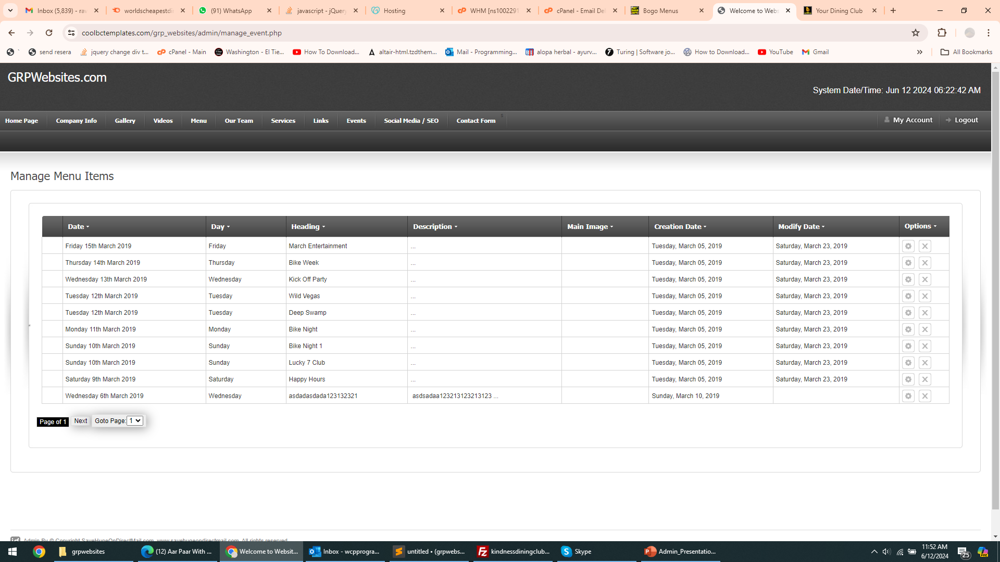 Inbox (5,839) - rav
worldscheapestdi
(91) WhatsApp
javascript - jQuery
Hosting
WHM [ns1002291
cPanel - Email Del
Bogo Menus
Welcome to Webs
Your Dining Club
coolbctemplates.com/grp_websites/admin/manage_event.php
send resera
jquery change div t...
cPanel - Main
Washington - El Tie...
How To Download...
altair-html.tzdthem...
Mail - Programming...
alopa herbal - ayurv...
Turing | Software jo...
How to Download...
YouTube
Gmail
All Bookmarks
GRPWebsites.com
System Date/Time: Jun 12 2024 06:22:42 AM
Home Page Company Info Gallery Videos Menu Our Team Services Links Events Social Media / SEO Contact Form s My Account Logout
Manage Menu Items
Date Day Heading Description Main Image Creation Date Modify Date Options
Friday 15th March 2019 Friday March Entertainment ... Tuesday, March 05, 2019 Saturday, March 23, 2019
Thursday 14th March 2019 Thursday Bike Week ... Tuesday, March 05, 2019 Saturday, March 23, 2019
Wednesday 13th March 2019 Wednesday Kick Off Party ... Tuesday, March 05, 2019 Saturday, March 23, 2019
Tuesday 12th March 2019 Tuesday Wild Vegas ... Tuesday, March 05, 2019 Saturday, March 23, 2019
Tuesday 12th March 2019 Tuesday Deep Swamp ... Tuesday, March 05, 2019 Saturday, March 23, 2019
Monday 11th March 2019 Monday Bike Night ... Tuesday, March 05, 2019 Saturday, March 23, 2019
Sunday 10th March 2019 Sunday Bike Night 1 ... Tuesday, March 05, 2019 Saturday, March 23, 2019
Sunday 10th March 2019 Sunday Lucky 7 Club ... Tuesday, March 05, 2019 Saturday, March 23, 2019
Saturday 9th March 2019 Saturday Happy Hours ... Tuesday, March 05, 2019 Saturday, March 23, 2019
Wednesday 6th March 2019 Wednesday asdadasdada123132321 asdsadaa123213123213123 ... Sunday, March 10, 2019
Page of 1 Next Goto Page: 1
Admin By © Copyright SaveHugeOnDirectMail.com, www.savehugeondirectmail.com. All rights reserved
grpwebsites
(12) Aar Paar With ...
Welcome to Websit...
Inbox - wcpprogra...
untitled • (grpwebs...
kindnessdiningclub...
Skype
Admin_Presentatio...
11:52 AM
6/12/2024
25